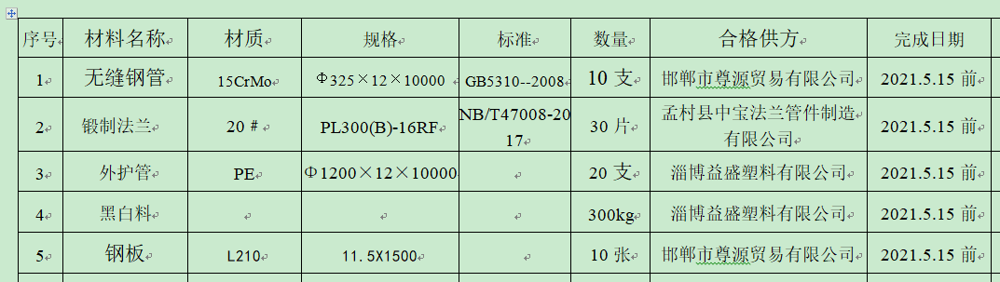 序号 材料名称 材质 规格 标准 数量 合格供方 完成日期
1 无缝钢管 15CrMo Φ325×12×10000 GB5310--2008 10 支 邯郸市尊源贸易有限公司 2021.5.15 前
2 锻制法兰 20＃ PL300(B)-16RF NB/T47008-20
17 30 片 孟村县中宝法兰管件制造
有限公司 2021.5.15 前
3 外护管 PE Φ1200×12×10000 20 支 淄博益盛塑料有限公司 2021.5.15 前
4 黑白料 300kg 淄博益盛塑料有限公司 2021.5.15 前
5 钢板 L210 11.5X1500 10 张 邯郸市尊源贸易有限公司 2021.5.15 前